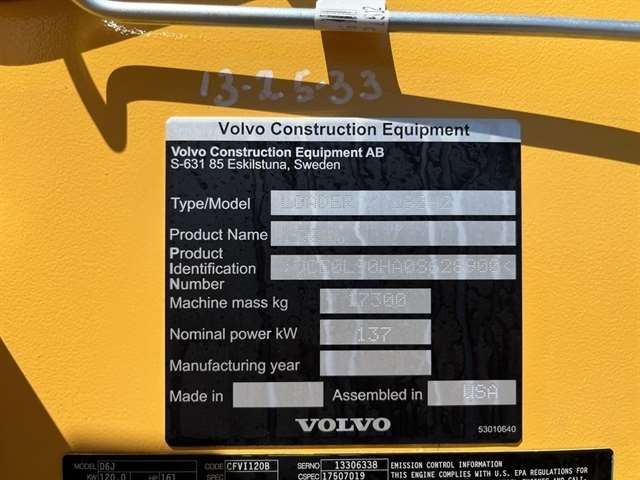 13-25-33
Volvo Construction Equipment
Volvo Construction Equipment AB
S-631 85 Eskilstuna, Sweden
Type/Model LOADER
Product Name
Product
Identification
Number
Machine mass kg 17300
Nominal power kW 137
Manufacturing year
Made in Assembled in USA
VOLVO
53010640
MODEL D6J CODE CFVI120B SERNO 13306338 EMISSION CONTROL INFORMATION
KW 120.0 HP 161 CSPEC 17507019 THIS ENGINE COMPLIES WITH U.S. EPA REGULATIONS FOR